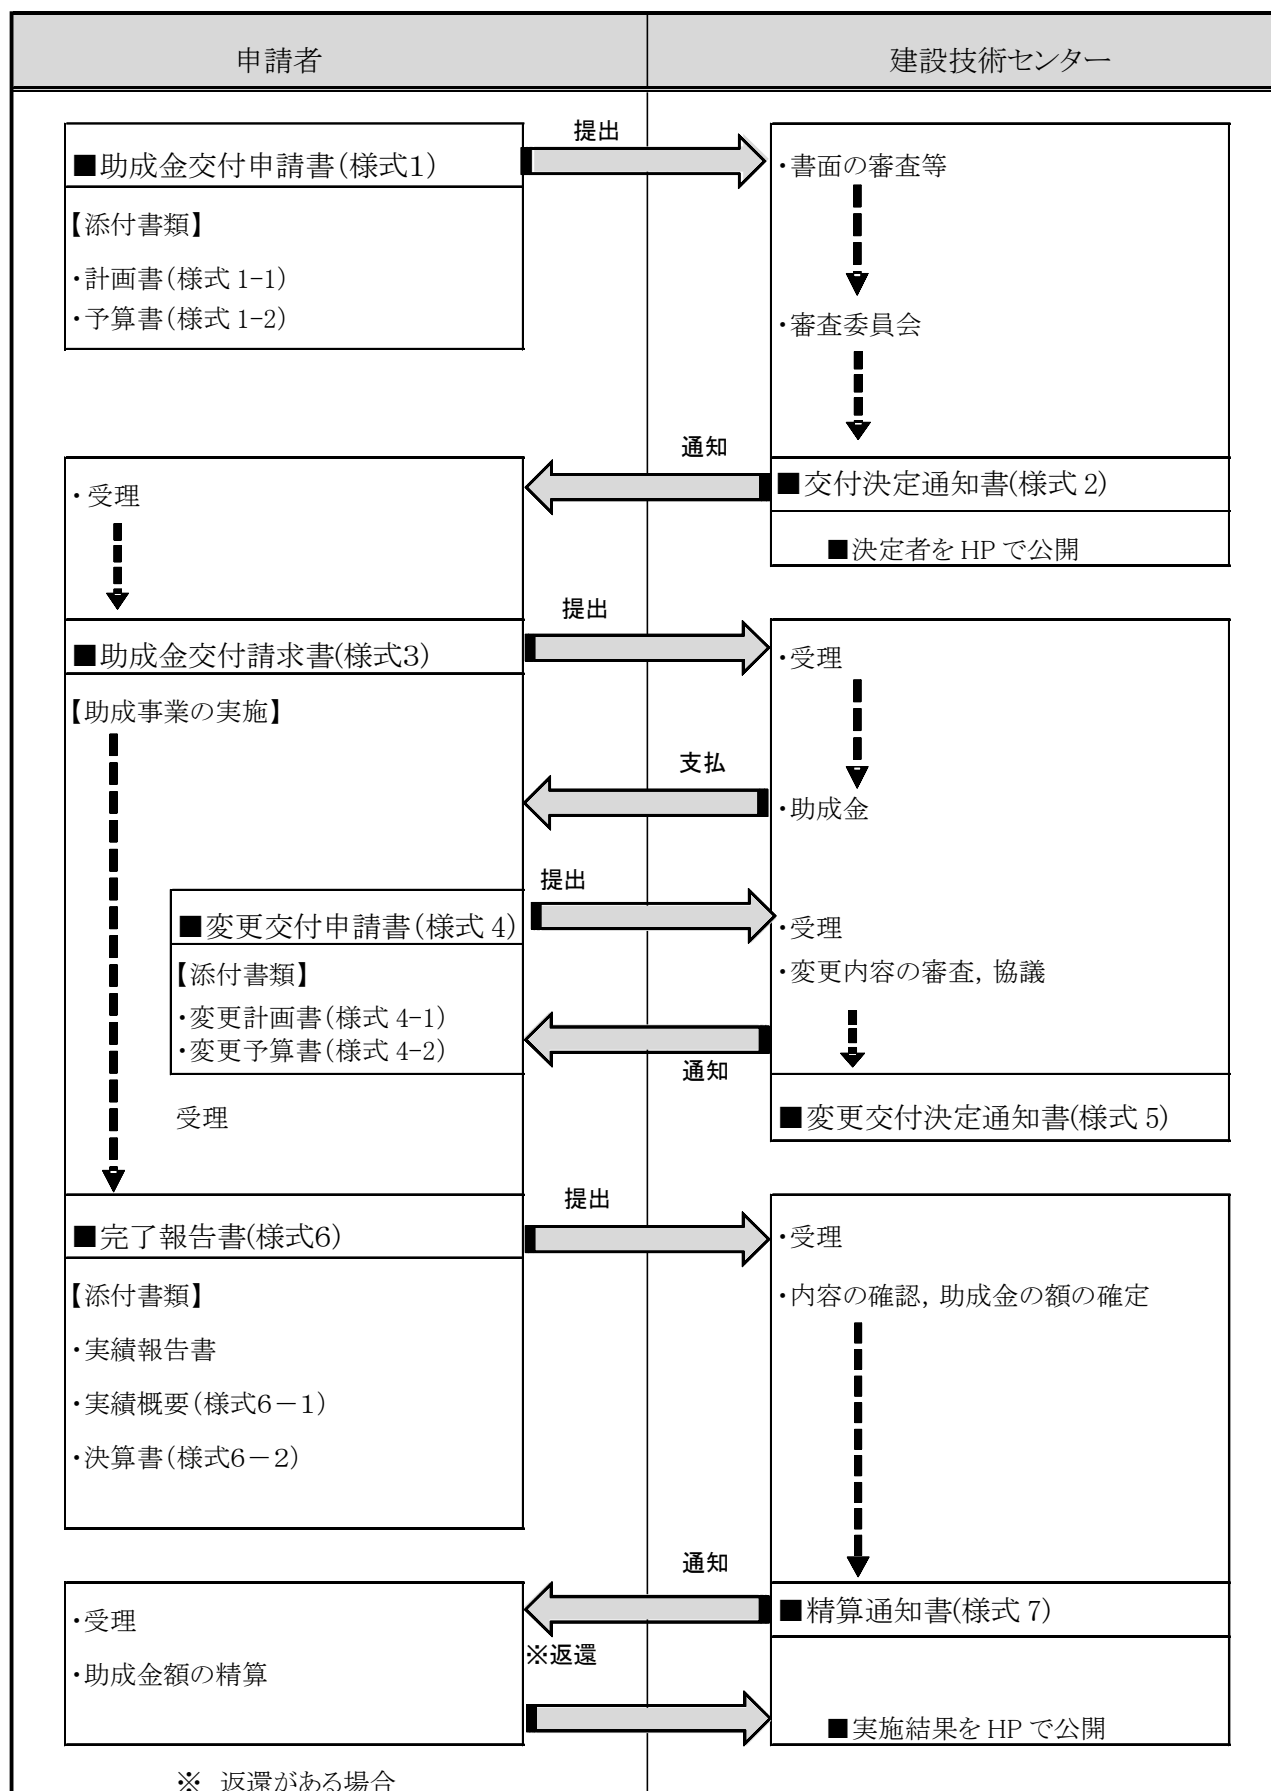 申請者
建設技術センター
提出
■助成金交付申請書(様式1)
・書面の審査等
【添付書類】
・計画書(様式 1-1)
・予算書(様式 1-2)
・審査委員会
通知
■交付決定通知書(様式 2)
・受理
■決定者を HP で公開
提出
■助成金交付請求書(様式3)
・受理
【助成事業の実施】
支払
・助成金
提出
■変更交付申請書(様式 4)
・受理
【添付書類】
・変更内容の審査, 協議
・変更計画書(様式 4-1)
・変更予算書(様式 4-2)
通知
受理
■変更交付決定通知書(様式 5)
提出
■完了報告書(様式6)
・受理
【添付書類】
・内容の確認, 助成金の額の確定
・実績報告書
・実績概要(様式6-1)
・決算書(様式6-2)
通知
■精算通知書(様式 7)
・受理
※返還
・助成金額の精算
■実施結果を HP で公開
※ 返還がある場合